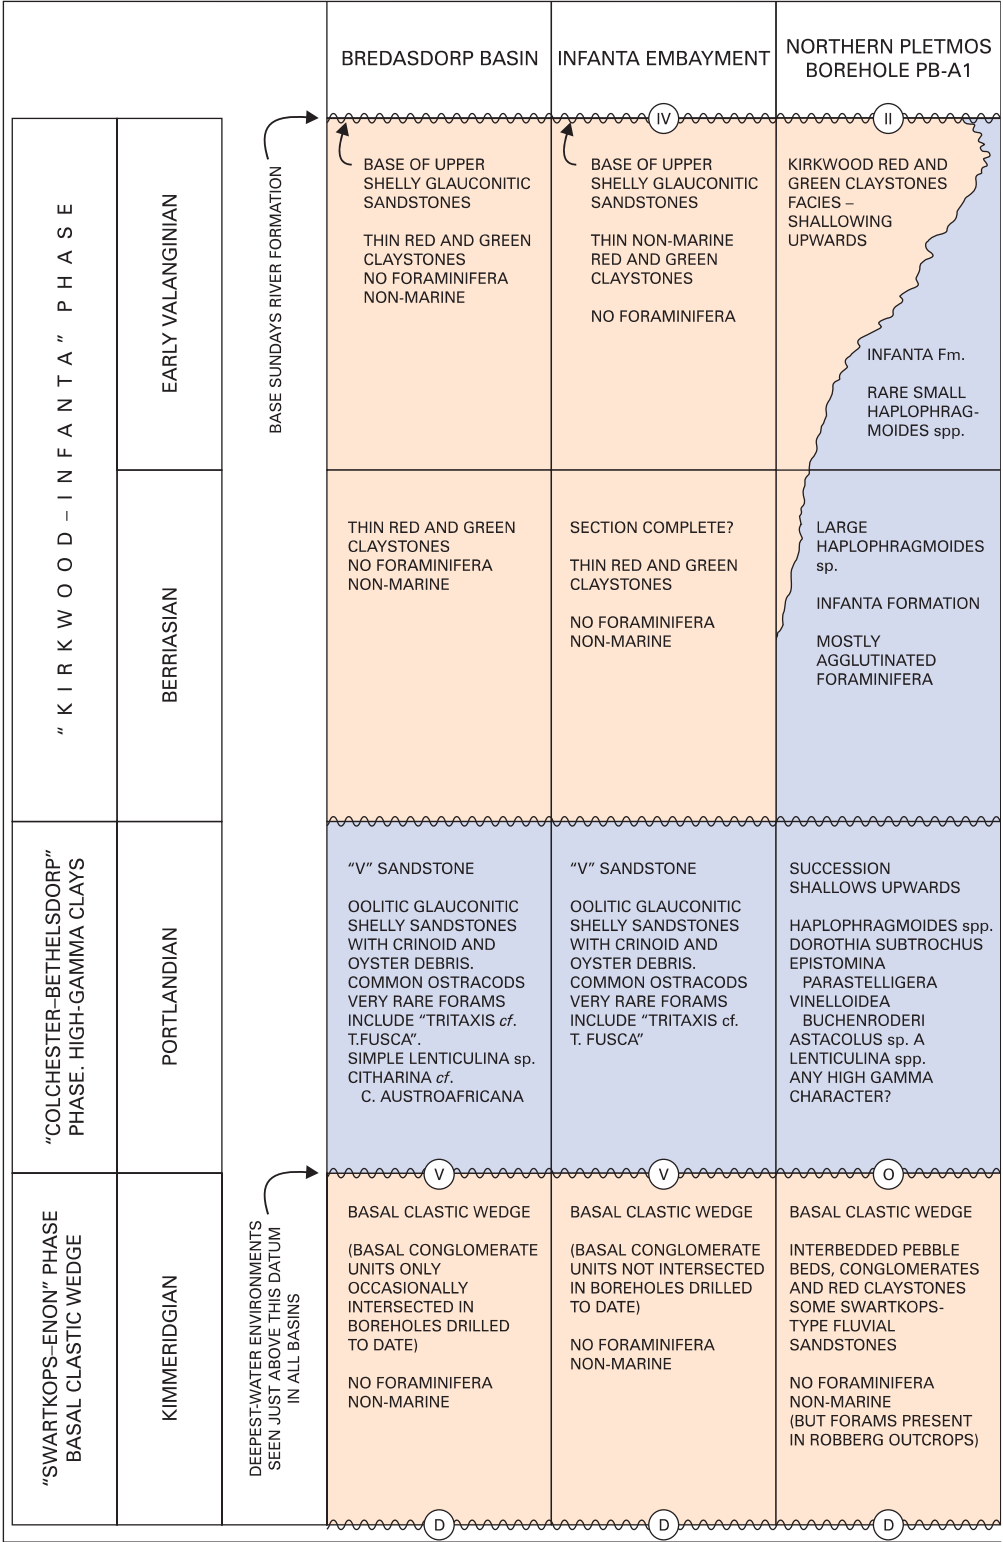 BREDASDORP BASIN
INFANTA EMBAYMENT
NORTHERN PLETMOS
BOREHOLE PB-A1
"KIRKWOOD–INFANTA" PHASE
EARLY VALANGINIAN
BASE SUNDAYS RIVER FORMATION
BASE OF UPPER
SHELLY GLAUCONITIC
SANDSTONES
THIN RED AND GREEN
CLAYSTONES
NO FORAMINIFERA
NON-MARINE
IV
BASE OF UPPER
SHELLY GLAUCONITIC
SANDSTONES
THIN NON-MARINE
RED AND GREEN
CLAYSTONES
NO FORAMINIFERA
II
KIRKWOOD RED AND
GREEN CLAYSTONES
FACIES –
SHALLOWING
UPWARDS
INFANTA Fm.
RARE SMALL
HAPLOPHRAG-
MOIDES spp.
BERRIASIAN
THIN RED AND GREEN
CLAYSTONES
NO FORAMINIFERA
NON-MARINE
SECTION COMPLETE?
THIN RED AND GREEN
CLAYSTONES
NO FORAMINIFERA
NON-MARINE
LARGE
HAPLOPHRAGMOIDES
sp.
INFANTA FORMATION
MOSTLY
AGGLUTINATED
FORAMINIFERA
"COLCHESTER–BETHELSDORP"
PHASE. HIGH-GAMMA CLAYS
PORTLANDIAN
"V" SANDSTONE
OOLITIC GLAUCONITIC
SHELLY SANDSTONES
WITH CRINOID AND
OYSTER DEBRIS.
COMMON OSTRACODS
VERY RARE FORAMS
INCLUDE "TRITAXIS cf.
T.FUSCA".
SIMPLE LENTICULINA sp.
CITHARINA cf.
C. AUSTROAFRICANA
V
"V" SANDSTONE
OOLITIC GLAUCONITIC
SHELLY SANDSTONES
WITH CRINOID AND
OYSTER DEBRIS.
COMMON OSTRACODS
VERY RARE FORAMS
INCLUDE "TRITAXIS cf.
T. FUSCA"
V
SUCCESSION
SHALLOWS UPWARDS
HAPLOPHRAGMOIDES spp.
DOROTHIA SUBTROCHUS
EPISTOMINA
PARASTELLIGERA
VINELLOIDEA
BUCHENRODERI
ASTACOLUS sp. A
LENTICULINA spp.
ANY HIGH GAMMA
CHARACTER?
O
"SWARTKOPS–ENON" PHASE
BASAL CLASTIC WEDGE
KIMMERIDGIAN
DEEPEST-WATER ENVIRONMENTS
SEEN JUST ABOVE THIS DATUM
IN ALL BASINS
BASAL CLASTIC WEDGE
(BASAL CONGLOMERATE
UNITS ONLY
OCCASIONALLY
INTERSECTED IN
BOREHOLES DRILLED
TO DATE)
NO FORAMINIFERA
NON-MARINE
D
BASAL CLASTIC WEDGE
(BASAL CONGLOMERATE
UNITS NOT INTERSECTED
IN BOREHOLES DRILLED
TO DATE)
NO FORAMINIFERA
NON-MARINE
D
BASAL CLASTIC WEDGE
INTERBEDDED PEBBLE
BEDS, CONGLOMERATES
AND RED CLAYSTONES
SOME SWARTKOPS-
TYPE FLUVIAL
SANDSTONES
NO FORAMINIFERA
NON-MARINE
(BUT FORAMS PRESENT
IN ROBBERG OUTCROPS)
D